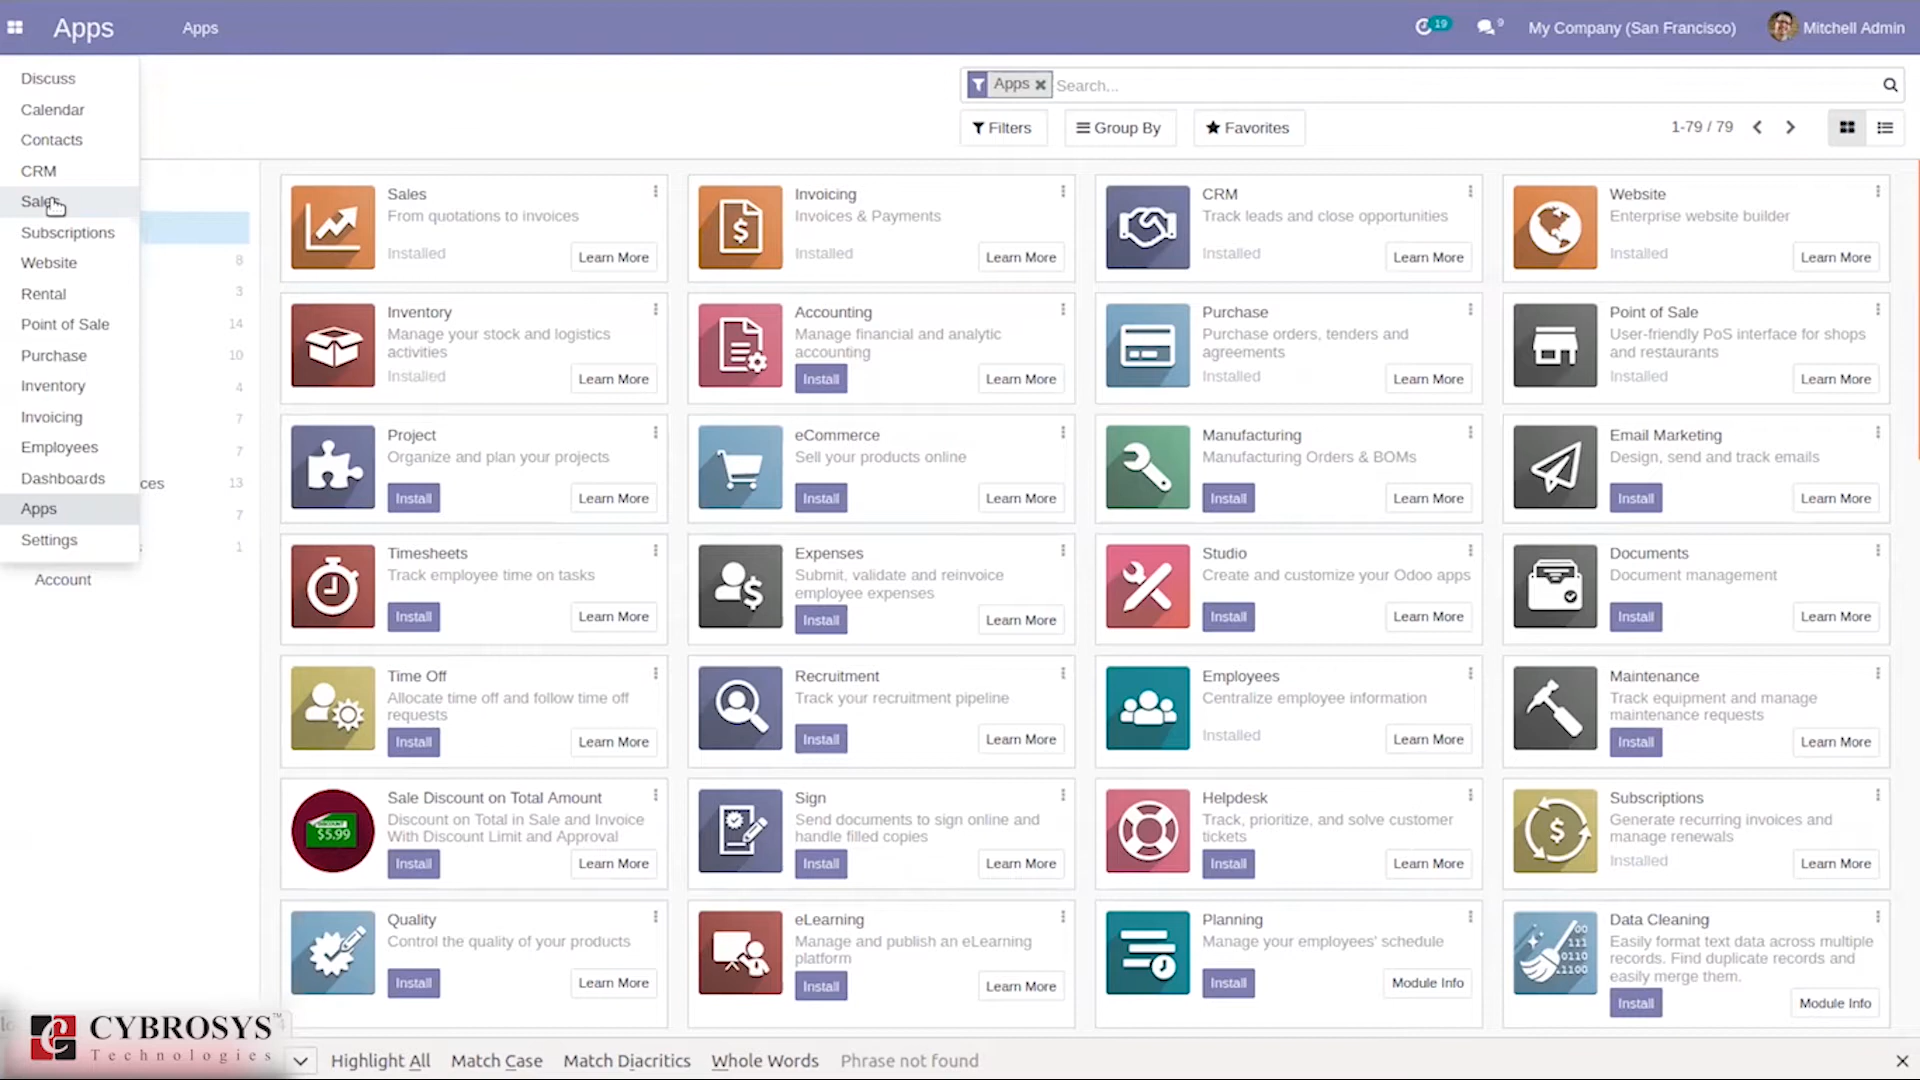 Apps
Apps
19
9
My Company (San Francisco)
Mitchell Admin
Discuss
Calendar
Contacts
CRM
Sales
Subscriptions
Website
Rental
Point of Sale
Purchase
Inventory
Invoicing
Employees
Dashboards
Apps
Settings
8
3
14
10
4
7
7
ces 13
7
1
Account
Apps
Search...
Filters
Group By
Favorites
1-79 / 79
Sales
From quotations to invoices
Installed
Learn More
Invoicing
Invoices & Payments
Installed
Learn More
CRM
Track leads and close opportunities
Installed
Learn More
Website
Enterprise website builder
Installed
Learn More
Inventory
Manage your stock and logistics
activities
Installed
Learn More
Accounting
Manage financial and analytic
accounting
Install
Learn More
Purchase
Purchase orders, tenders and
agreements
Installed
Learn More
Point of Sale
User-friendly PoS interface for shops
and restaurants
Installed
Learn More
Project
Organize and plan your projects
Install
Learn More
eCommerce
Sell your products online
Install
Learn More
Manufacturing
Manufacturing Orders & BOMs
Install
Learn More
Email Marketing
Design, send and track emails
Install
Learn More
Timesheets
Track employee time on tasks
Install
Learn More
Expenses
Submit, validate and reinvoice
employee expenses
Install
Learn More
Studio
Create and customize your Odoo apps
Install
Learn More
Documents
Document management
Install
Learn More
Time Off
Allocate time off and follow time off
requests
Install
Learn More
Recruitment
Track your recruitment pipeline
Install
Learn More
Employees
Centralize employee information
Installed
Learn More
Maintenance
Track equipment and manage
maintenance requests
Install
Learn More
$5.99
Sale Discount on Total Amount
Discount on Total in Sale and Invoice
With Discount Limit and Approval
Install
Learn More
Sign
Send documents to sign online and
handle filled copies
Install
Learn More
Helpdesk
Track, prioritize, and solve customer
tickets
Install
Learn More
Subscriptions
Generate recurring invoices and
manage renewals
Installed
Learn More
Quality
Control the quality of your products
Install
Learn More
eLearning
Manage and publish an eLearning
platform
Install
Learn More
Planning
Manage your employees' schedule
Install
Module Info
Data Cleaning
Easily format text data across multiple
records. Find duplicate records and
easily merge them.
Install
Module Info
CYBROSYS™
Technologies
Highlight All
Match Case
Match Diacritics
Whole Words
Phrase not found